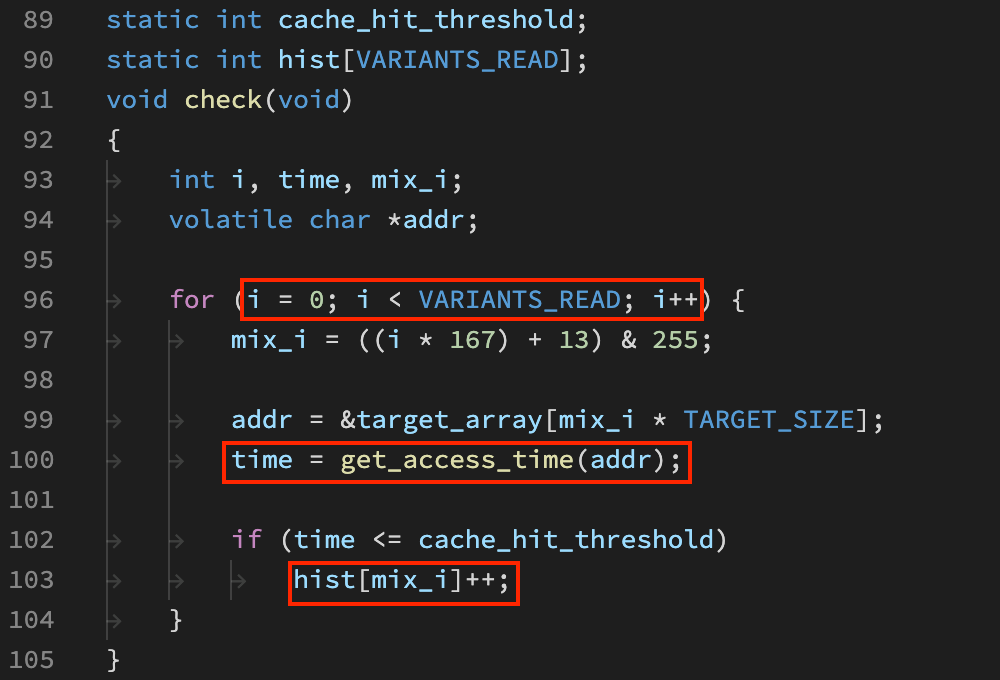 89 static int cache_hit_threshold;
90 static int hist[VARIANTS_READ];
91 void check(void)
92 {
93 int i, time, mix_i;
94 volatile char *addr;
95
96 for (i = 0; i < VARIANTS_READ; i++) {
97 mix_i = ((i * 167) + 13) & 255;
98
99 addr = &target_array[mix_i * TARGET_SIZE];
100 time = get_access_time(addr);
101
102 if (time <= cache_hit_threshold)
103 hist[mix_i]++;
104 }
105 }